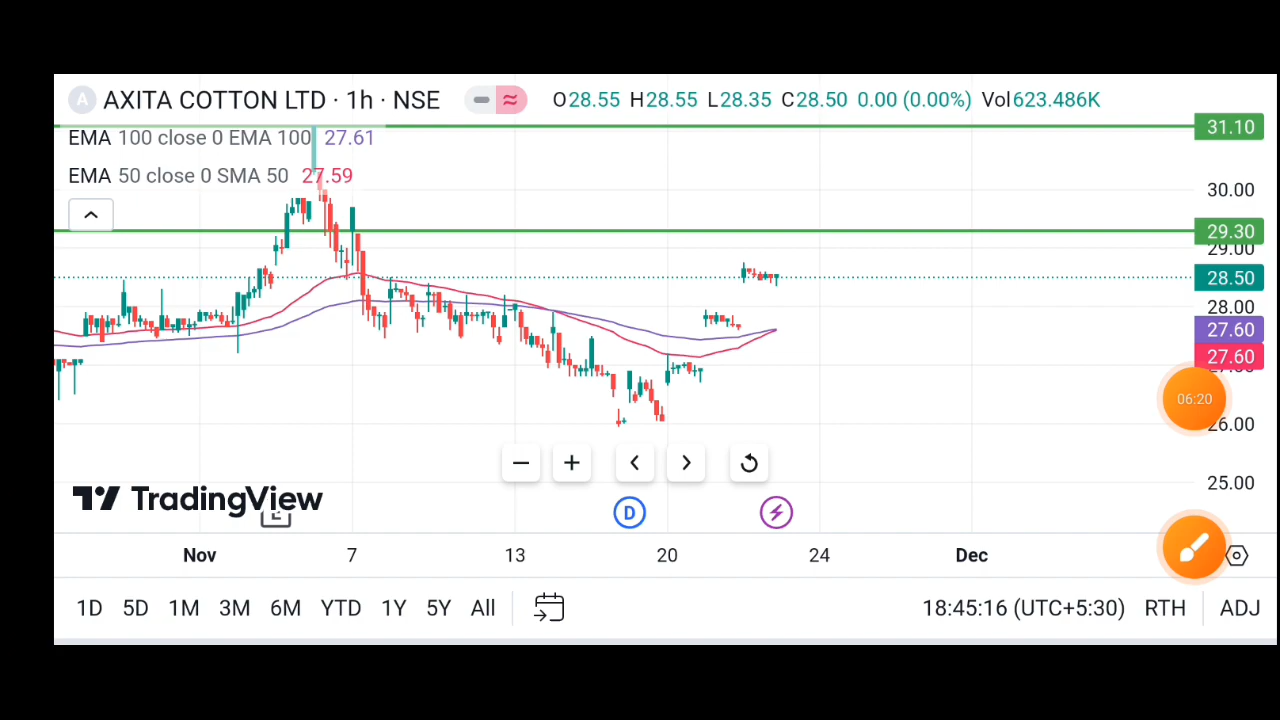 A AXITA COTTON LTD · 1h · NSE O28.55 H28.55 L28.35 C28.50 0.00 (0.00%) Vol623.486K
31.10
EMA 100 close 0 EMA 100 27.61
EMA 50 close 0 SMA 50 27.59
30.00
29.30
29.00
28.50
28.00
27.60
27.60
06:20
26.00
25.00
TradingView
D
E
Nov 7 13 20 24 Dec
1D 5D 1M 3M 6M YTD 1Y 5Y All 18:45:16 (UTC+5:30) RTH ADJ